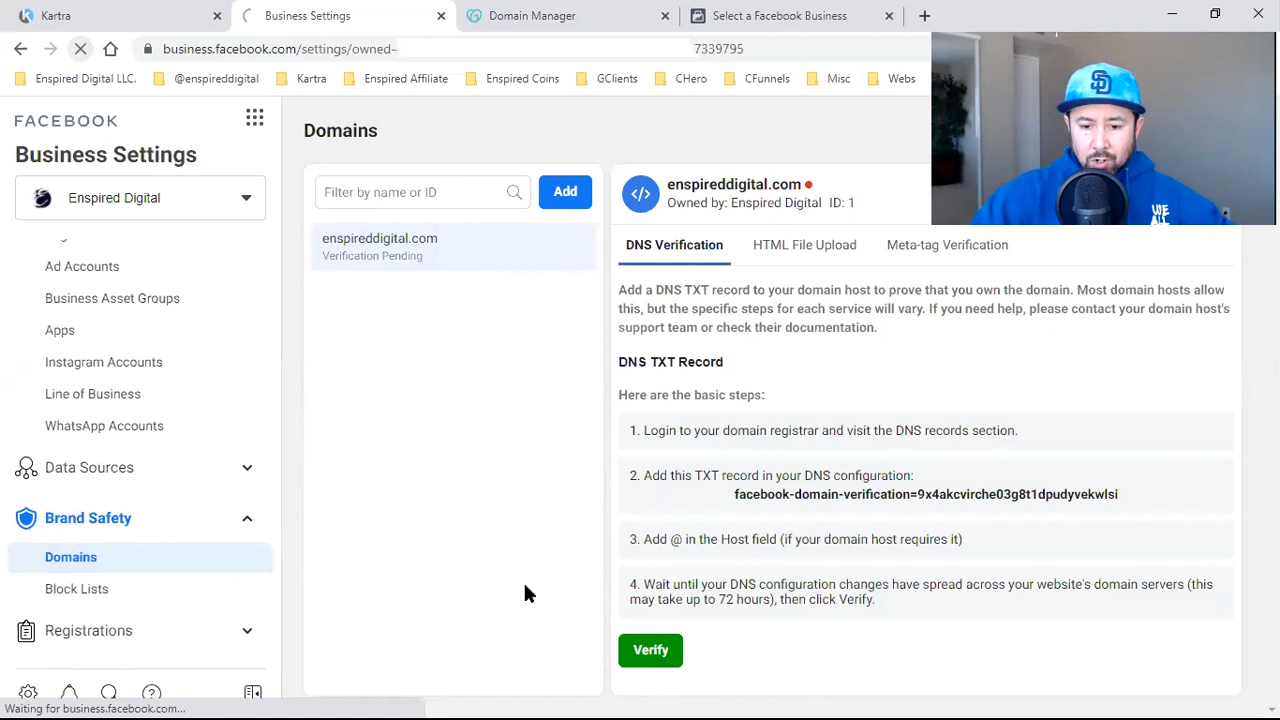 Kartra
Business Settings
Domain Manager
Select a Facebook Business
business.facebook.com/settings/owned-
7339795
Enspired Digital LLC.
@enspireddigital
Kartra
Enspired Affiliate
Enspired Coins
GClients
CHero
CFunnels
Misc
Webs
FACEBOOK
Business Settings
Enspired Digital
Ad Accounts
Business Asset Groups
Apps
Instagram Accounts
Line of Business
WhatsApp Accounts
Data Sources
Brand Safety
Domains
Block Lists
Registrations
Waiting for business.facebook.com...
Domains
Filter by name or ID
Add
enspireddigital.com
Verification Pending
enspireddigital.com
Owned by: Enspired Digital ID: 1
DNS Verification
HTML File Upload
Meta-tag Verification
Add a DNS TXT record to your domain host to prove that you own the domain. Most domain hosts allow
this, but the specific steps for each service will vary. If you need help, please contact your domain host's
support team or check their documentation.
DNS TXT Record
Here are the basic steps:
1. Login to your domain registrar and visit the DNS records section.
2. Add this TXT record in your DNS configuration:
facebook-domain-verification=9x4akcvirche03g8t1dpudyvekwlsi
3. Add @ in the Host field (if your domain host requires it)
4. Wait until your DNS configuration changes have spread across your website's domain servers (this
may take up to 72 hours), then click Verify.
Verify
SD
WE
ALL